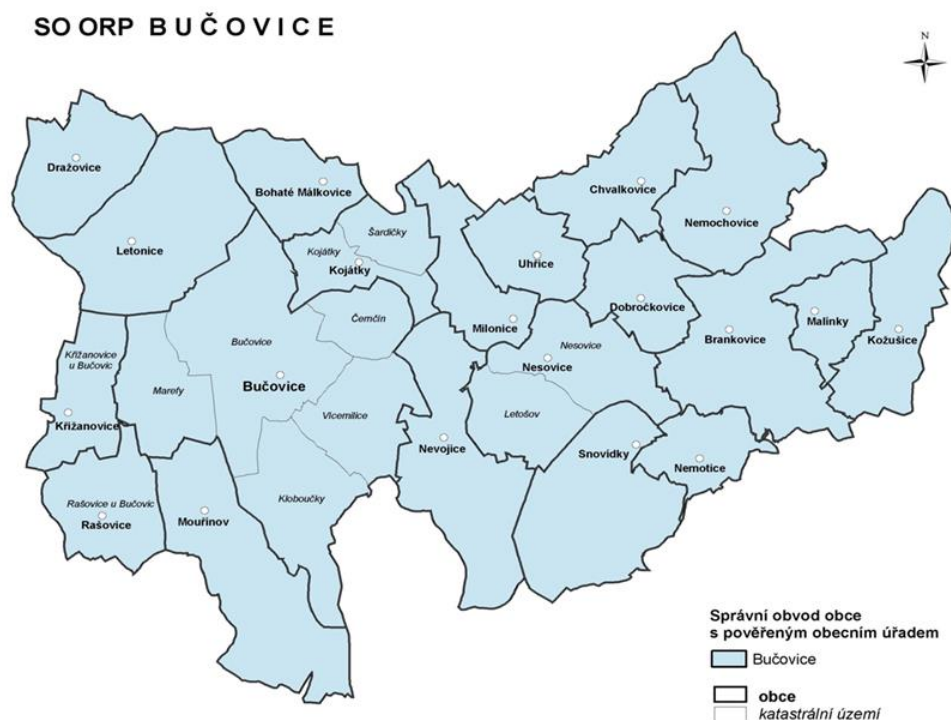 SO ORP BUČOVICE
N
Dražovice
Bohaté Málkovice
Chvalkovice
Nemochovice
Letonice
Šardičky
Kojátky
Kojátky
Uhřice
Dobročkovice
Milonice
Malínky
Brankovice
Kožušice
Čemčín
Bučovice
Bučovice
Nesovice
Nesovice
Křižanovice
u Bučovic
Křižanovice
Marefy
Vícemilice
Letošov
Nevojice
Snovídky
Nemotice
Kloboučky
Rašovice u Bučovic
Rašovice
Mouřínov
Správní obvod obce
s pověřeným obecním úřadem
Bučovice
obce
katastrální území